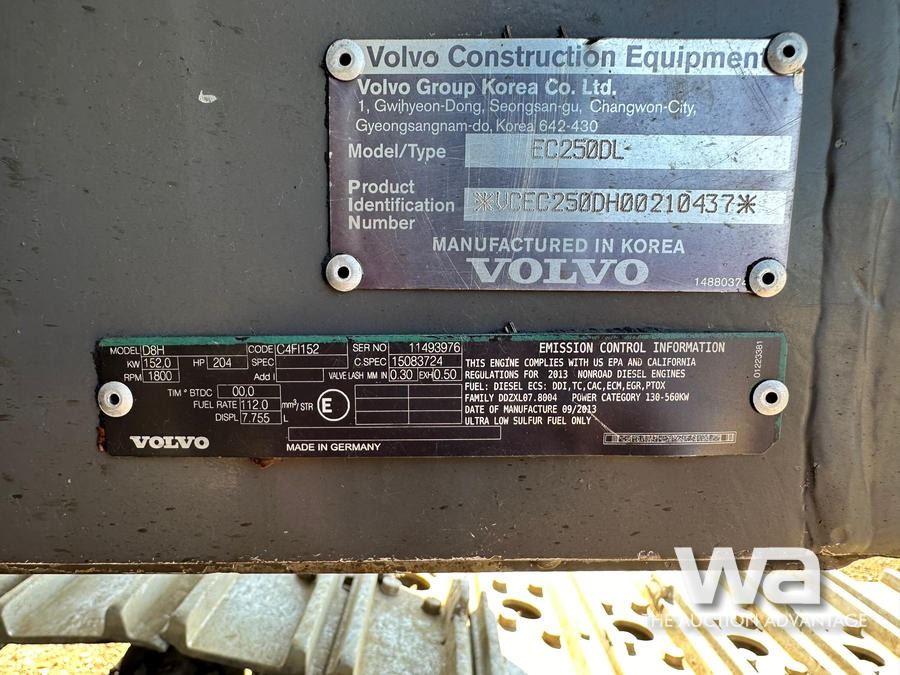 Volvo Construction Equipment
Volvo Group Korea Co. Ltd.
1, Gwihyeon-Dong, Seongsan-gu, Changwon-City,
Gyeongsangnam-do, Korea 642-430
Model/Type EC250DL
Product Identification Number *VCEC250DH00210437*
MANUFACTURED IN KOREA
VOLVO
1488037
MODEL D8H CODE C4FI152 SER NO 11493976
KW 152.0 HP 204 SPEC C.SPEC 15083724
RPM 1800 Add I VALVE LASH MM IN 0.30 EXH 0.50
TIM ° BTDC 00,0
FUEL RATE 112.0 mm³/STR E
DISPL 7.755 L
VOLVO
MADE IN GERMANY
EMISSION CONTROL INFORMATION
THIS ENGINE COMPLIES WITH US EPA AND CALIFORNIA
REGULATIONS FOR 2013 NONROAD DIESEL ENGINES
FUEL: DIESEL ECS: DDI,TC,CAC,ECM,EGR,PTOX
FAMILY DDZXL07.8004 POWER CATEGORY 130-560KW
DATE OF MANUFACTURE 09/2013
ULTRA LOW SULFUR FUEL ONLY
01223381
wa
THE AUCTION ADVANTAGE